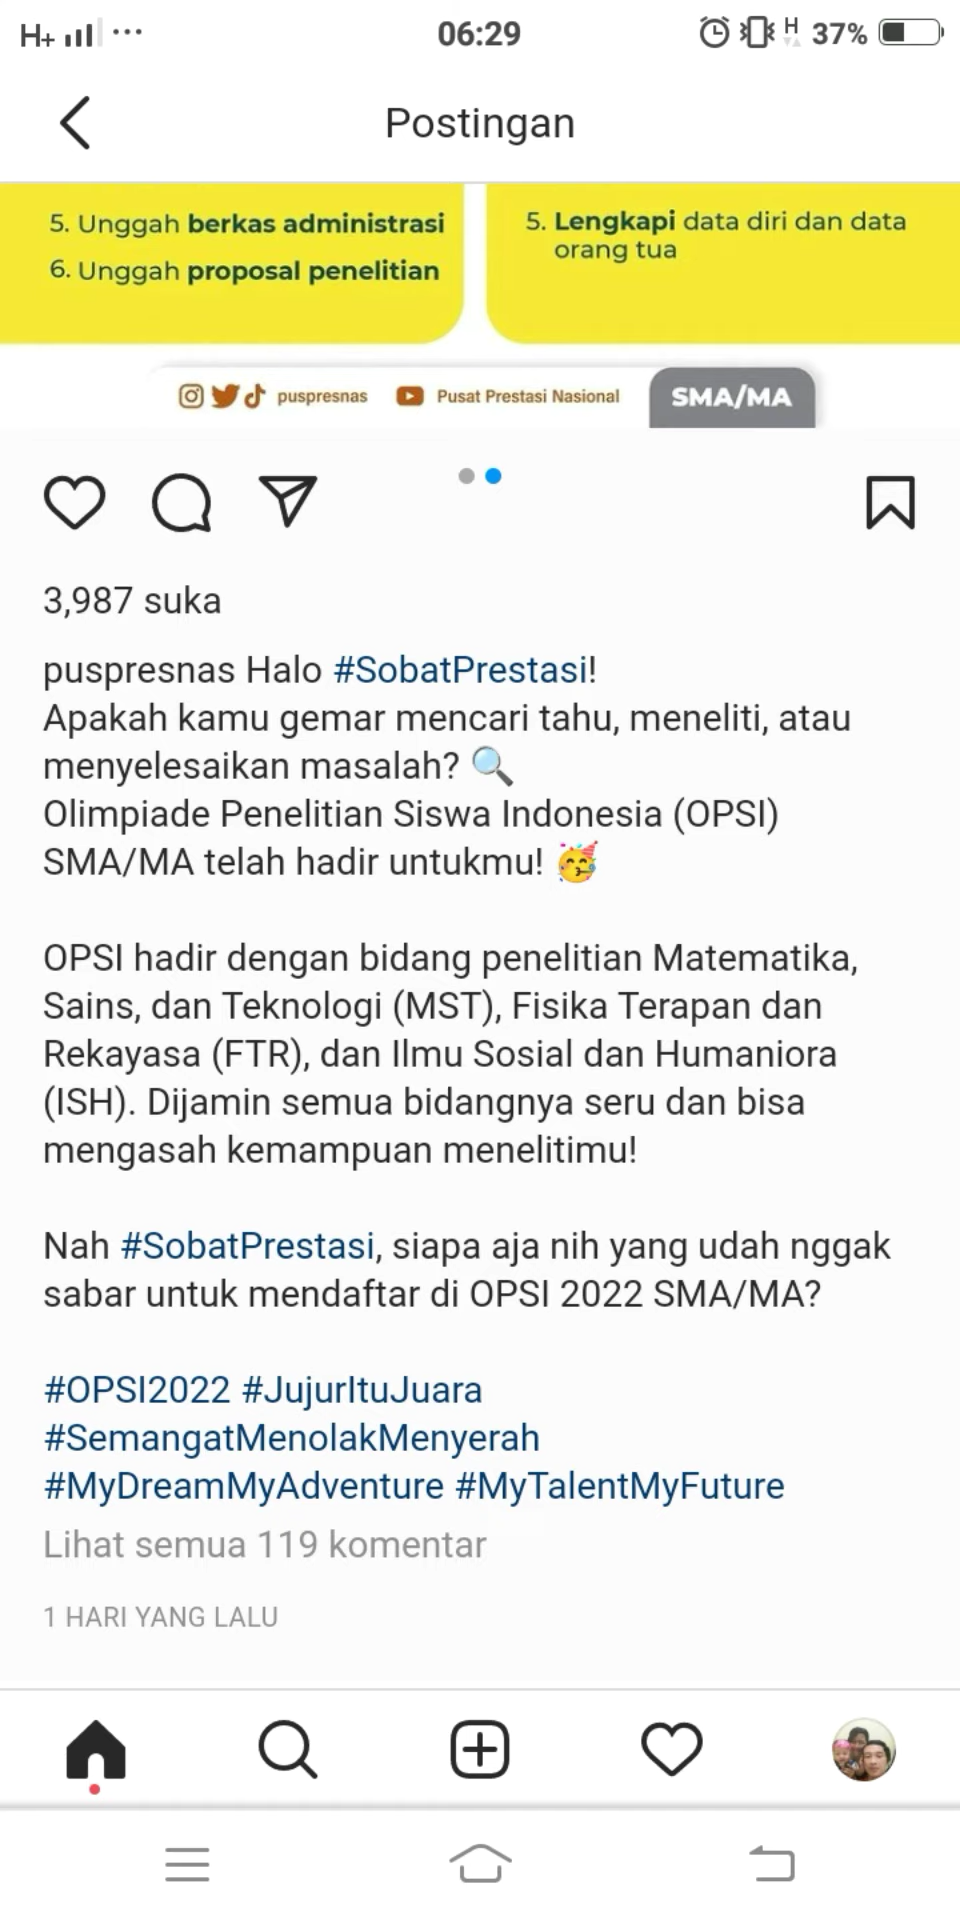 H+
06:29
H 37%
Postingan
5. Unggah berkas administrasi
6. Unggah proposal penelitian
5. Lengkapi data diri dan data
orang tua
puspresnas
Pusat Prestasi Nasional
SMA/MA
3,987 suka
puspresnas Halo #SobatPrestasi!
Apakah kamu gemar mencari tahu, meneliti, atau
menyelesaikan masalah? 🔍
Olimpiade Penelitian Siswa Indonesia (OPSI)
SMA/MA telah hadir untukmu! 🥳
OPSI hadir dengan bidang penelitian Matematika,
Sains, dan Teknologi (MST), Fisika Terapan dan
Rekayasa (FTR), dan Ilmu Sosial dan Humaniora
(ISH). Dijamin semua bidangnya seru dan bisa
mengasah kemampuan menelitimu!
Nah #SobatPrestasi, siapa aja nih yang udah nggak
sabar untuk mendaftar di OPSI 2022 SMA/MA?
#OPSI2022 #JujurItuJuara
#SemangatMenolakMenyerah
#MyDreamMyAdventure #MyTalentMyFuture
Lihat semua 119 komentar
1 HARI YANG LALU